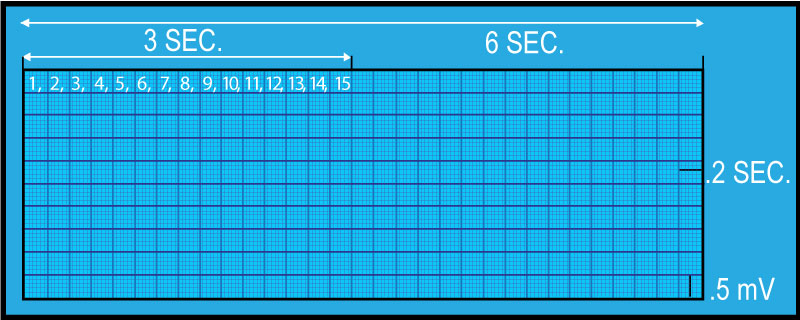 3 SEC.
6 SEC.
1, 2, 3, 4, 5, 6, 7, 8, 9, 10, 11, 12, 13, 14, 15
.2 SEC.
.5 mV